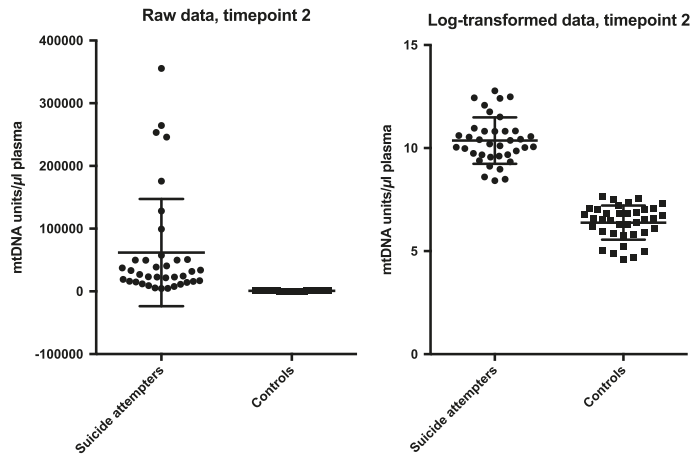 Raw data, timepoint 2
400000
300000
200000
100000
0
-100000
mtDNA units/µl plasma
Suicide attempters
Controls
Log-transformed data, timepoint 2
15
10
5
0
mtDNA units/µl plasma
Suicide attempters
Controls